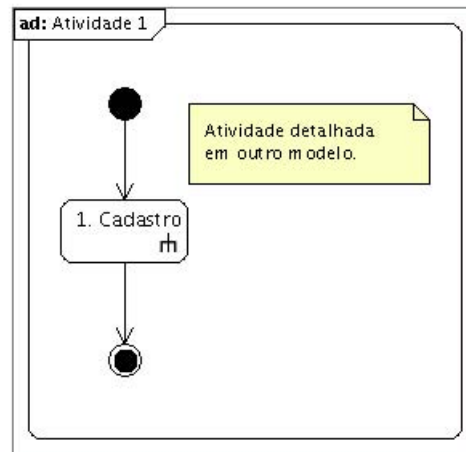 ad: Atividade 1
Atividade detalhada
em outro modelo.
1. Cadastro